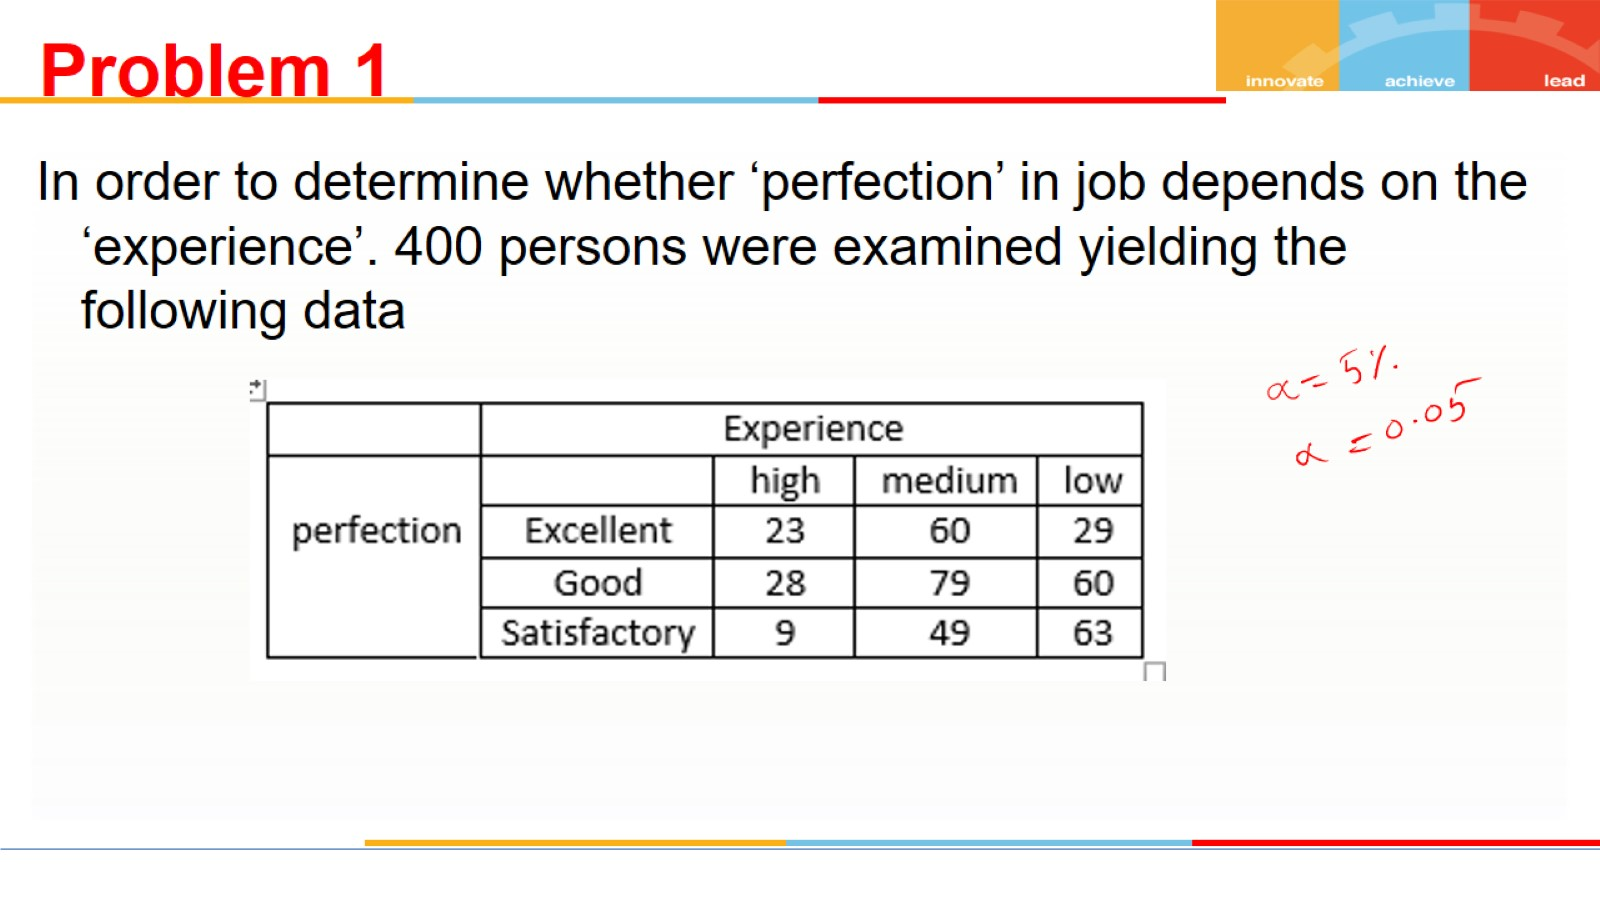 Problem 1
innovate achieve lead
In order to determine whether ‘perfection’ in job depends on the
‘experience’. 400 persons were examined yielding the
following data
α = 5%.
α = 0.05
Experience
high medium low
perfection Excellent 23 60 29
Good 28 79 60
Satisfactory 9 49 63